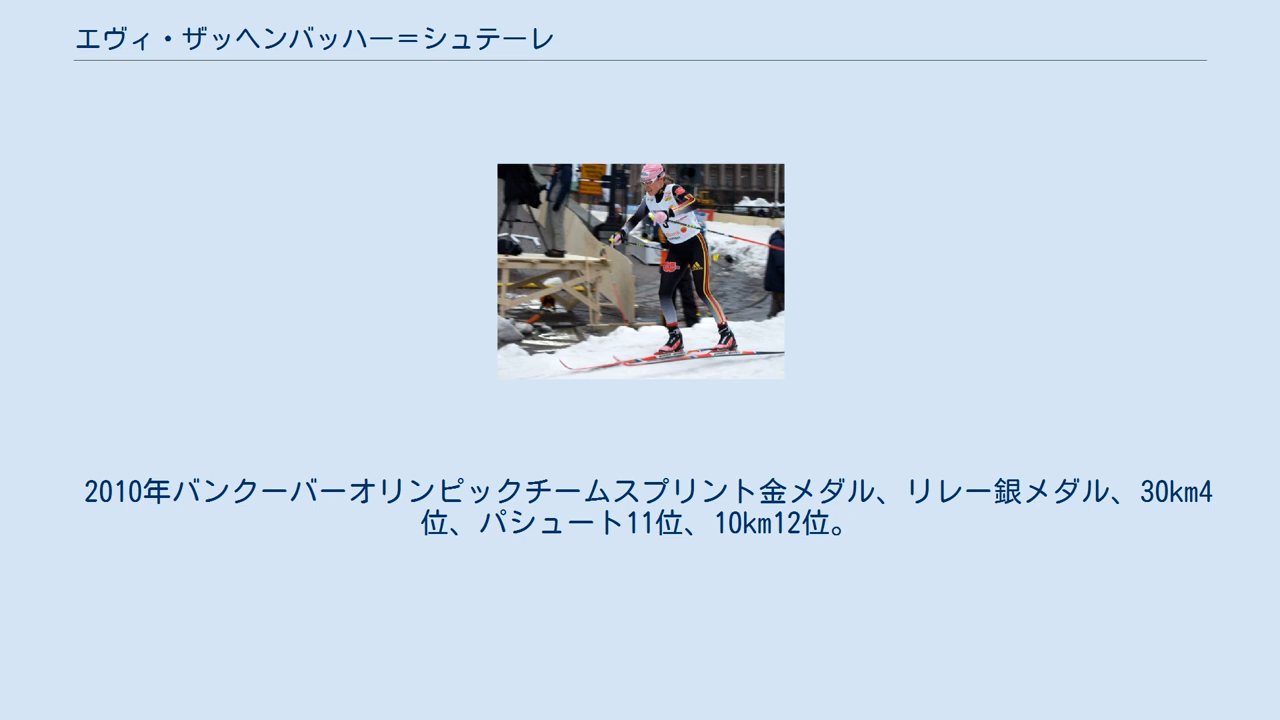 エヴィ・ザッヘンバッハー＝シュテーレ
2010年バンクーバーオリンピックチームスプリント金メダル、リレー銀メダル、30km4
位、パシュート11位、10km12位。